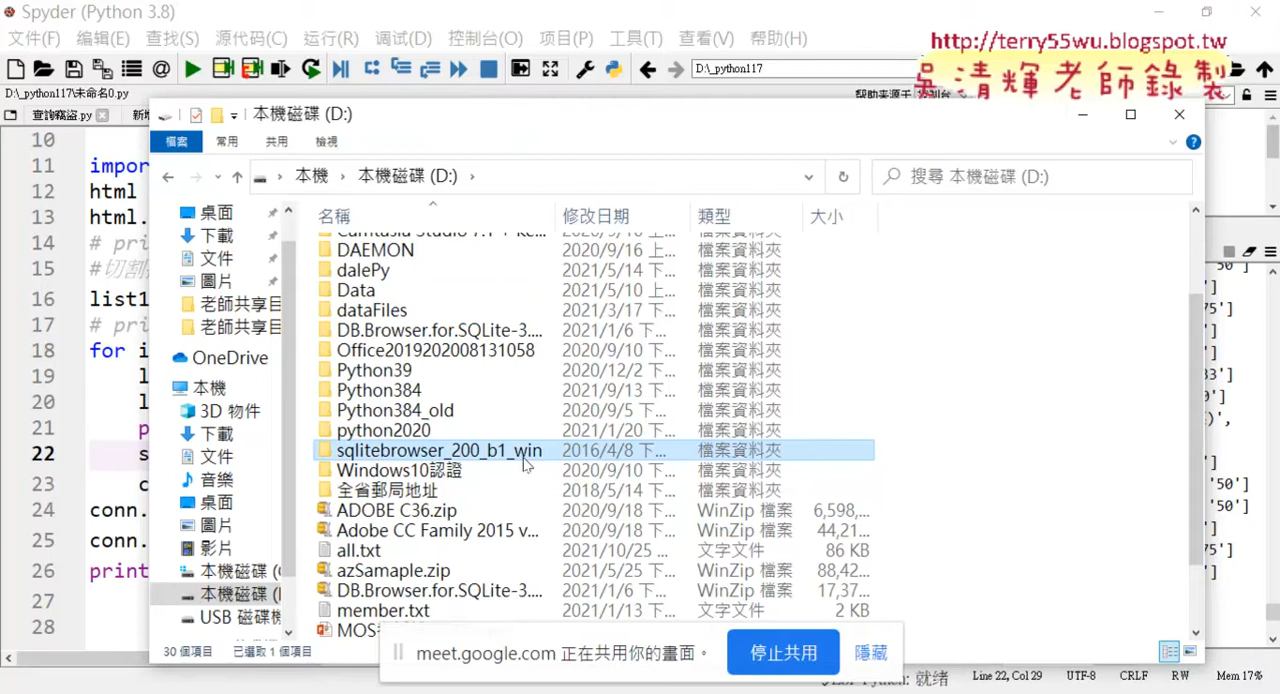 Spyder (Python 3.8)
文件(F) 编辑(E) 查找(S) 源代码(C) 运行(R) 调试(D) 控制台(O) 项目(P) 工具(T) 查看(V) 帮助(H)
http://terry55wu.blogspot.tw
吳清輝老師錄製
D:\_python117
D:\_python117\未命名0.py
查詢竊盜.py
本機磁碟 (D:)
檔案 常用 共用 檢視
本機 › 本機磁碟 (D:) ›
搜尋 本機磁碟 (D:)
名稱 修改日期 類型 大小
桌面
下載
文件
圖片
老師共享目
老師共享目
OneDrive
本機
3D 物件
下載
文件
音樂
桌面
圖片
影片
本機磁碟 (
本機磁碟 (
USB 磁碟機
DAEMON 2020/9/16 上... 檔案資料夾
dalePy 2021/5/14 下... 檔案資料夾
Data 2021/5/10 上... 檔案資料夾
dataFiles 2021/3/17 下... 檔案資料夾
DB.Browser.for.SQLite-3.... 2021/1/6 下... 檔案資料夾
Office2019202008131058 2020/9/10 下... 檔案資料夾
Python39 2020/12/2 下... 檔案資料夾
Python384 2021/9/13 下... 檔案資料夾
Python384_old 2020/9/5 下... 檔案資料夾
python2020 2021/1/20 下... 檔案資料夾
sqlitebrowser_200_b1_win 2016/4/8 下... 檔案資料夾
Windows10認證 2020/9/10 下... 檔案資料夾
全省郵局地址 2018/5/14 下... 檔案資料夾
ADOBE C36.zip 2020/9/18 下... WinZip 檔案 6,598,...
Adobe CC Family 2015 v... 2020/9/18 下... WinZip 檔案 44,21...
all.txt 2021/10/25 ... 文字文件 86 KB
azSamaple.zip 2021/5/25 下... WinZip 檔案 88,42...
DB.Browser.for.SQLite-3.... 2021/1/6 下... WinZip 檔案 17,37...
member.txt 2021/1/13 下... 文字文件 2 KB
30 個項目 已選取 1 個項目
10
11 impor
12 html
13 html.
14 # pri
15 #切割
16 list1
17 # pri
18 for i
19 l
20 l
21 p
22 s
23 c
24 conn.
25 conn.
26 print
27
28
meet.google.com 正在共用你的畫面。 停止共用 隱藏
Line 22, Col 29 UTF-8 CRLF RW Mem 17%